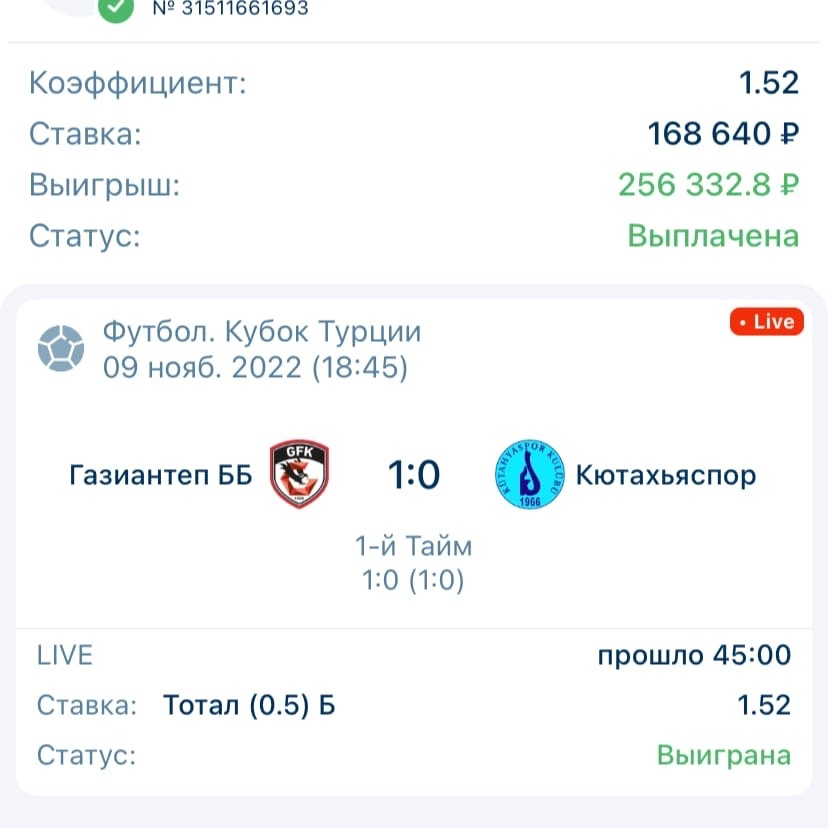 № 31511661693
Коэффициент: 1.52
Ставка: 168 640 ₽
Выигрыш: 256 332.8 ₽
Статус: Выплачена
Футбол. Кубок Турции
• Live
09 нояб. 2022 (18:45)
Газиантеп ББ GFK 1:0 KÜTAHYASPOR KULÜBÜ 1966 Кютахьяспор
1-й Тайм
1:0 (1:0)
LIVE прошло 45:00
Ставка: Тотал (0.5) Б 1.52
Статус: Выиграна